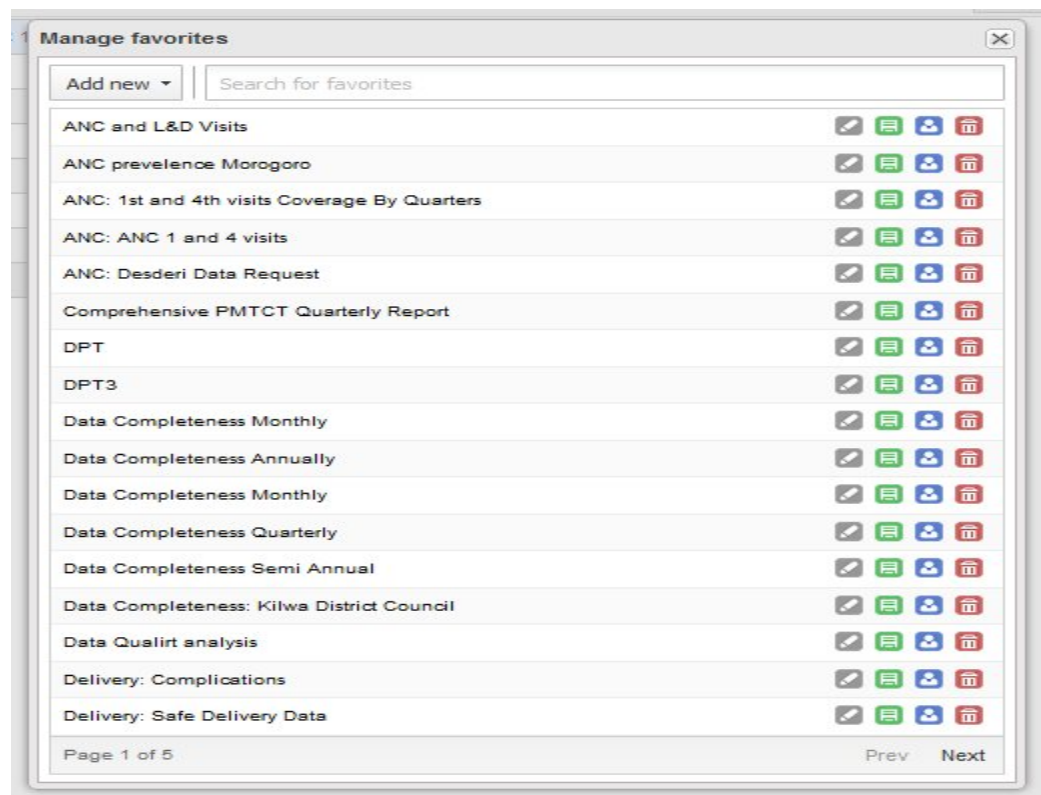 Manage favorites
Add new
Search for favorites
ANC and L&D Visits
ANC prevelence Morogoro
ANC: 1st and 4th visits Coverage By Quarters
ANC: ANC 1 and 4 visits
ANC: Desderi Data Request
Comprehensive PMTCT Quarterly Report
DPT
DPT3
Data Completeness Monthly
Data Completeness Annually
Data Completeness Monthly
Data Completeness Quarterly
Data Completeness Semi Annual
Data Completeness: Kilwa District Council
Data Qualirt analysis
Delivery: Complications
Delivery: Safe Delivery Data
Page 1 of 5 Prev Next